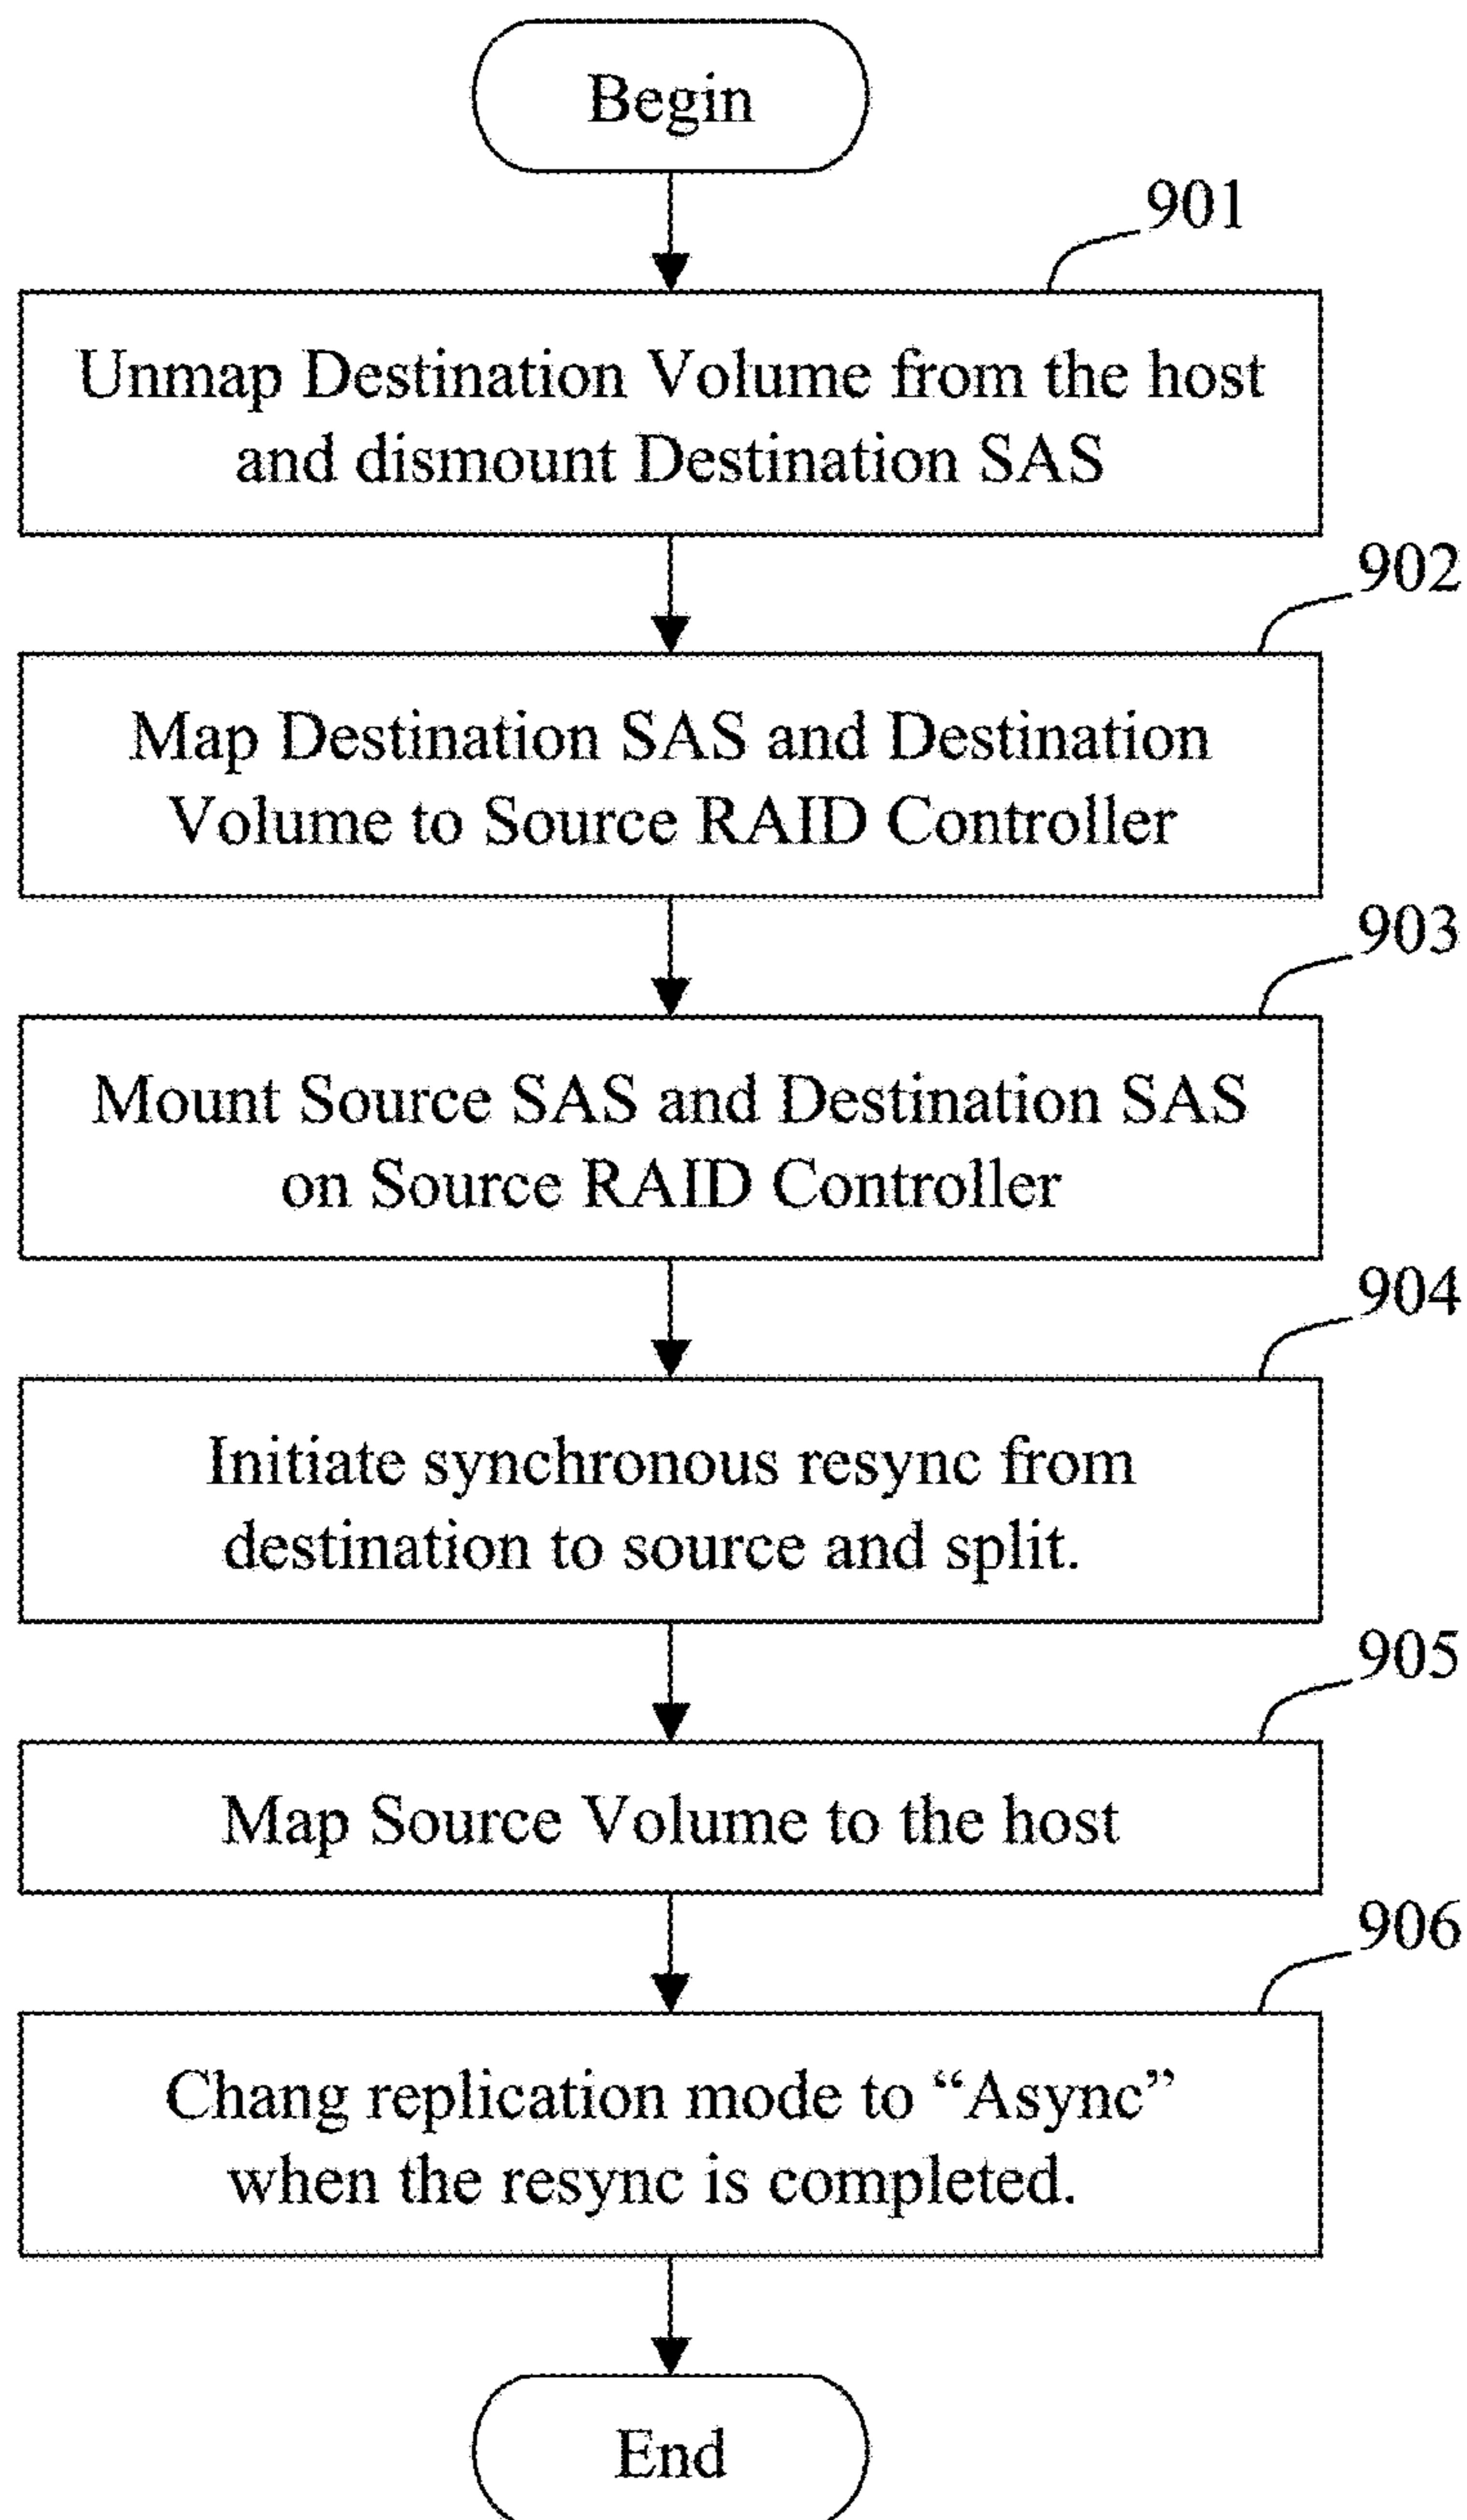 Begin
901
Unmap Destination Volume from the host
and dismount Destination SAS
902
Map Destination SAS and Destination
Volume to Source RAID Controller
903
Mount Source SAS and Destination SAS
on Source RAID Controller
904
Initiate synchronous resync from
destination to source and split.
905
Map Source Volume to the host
906
Chang replication mode to “Async”
when the resync is completed.
End